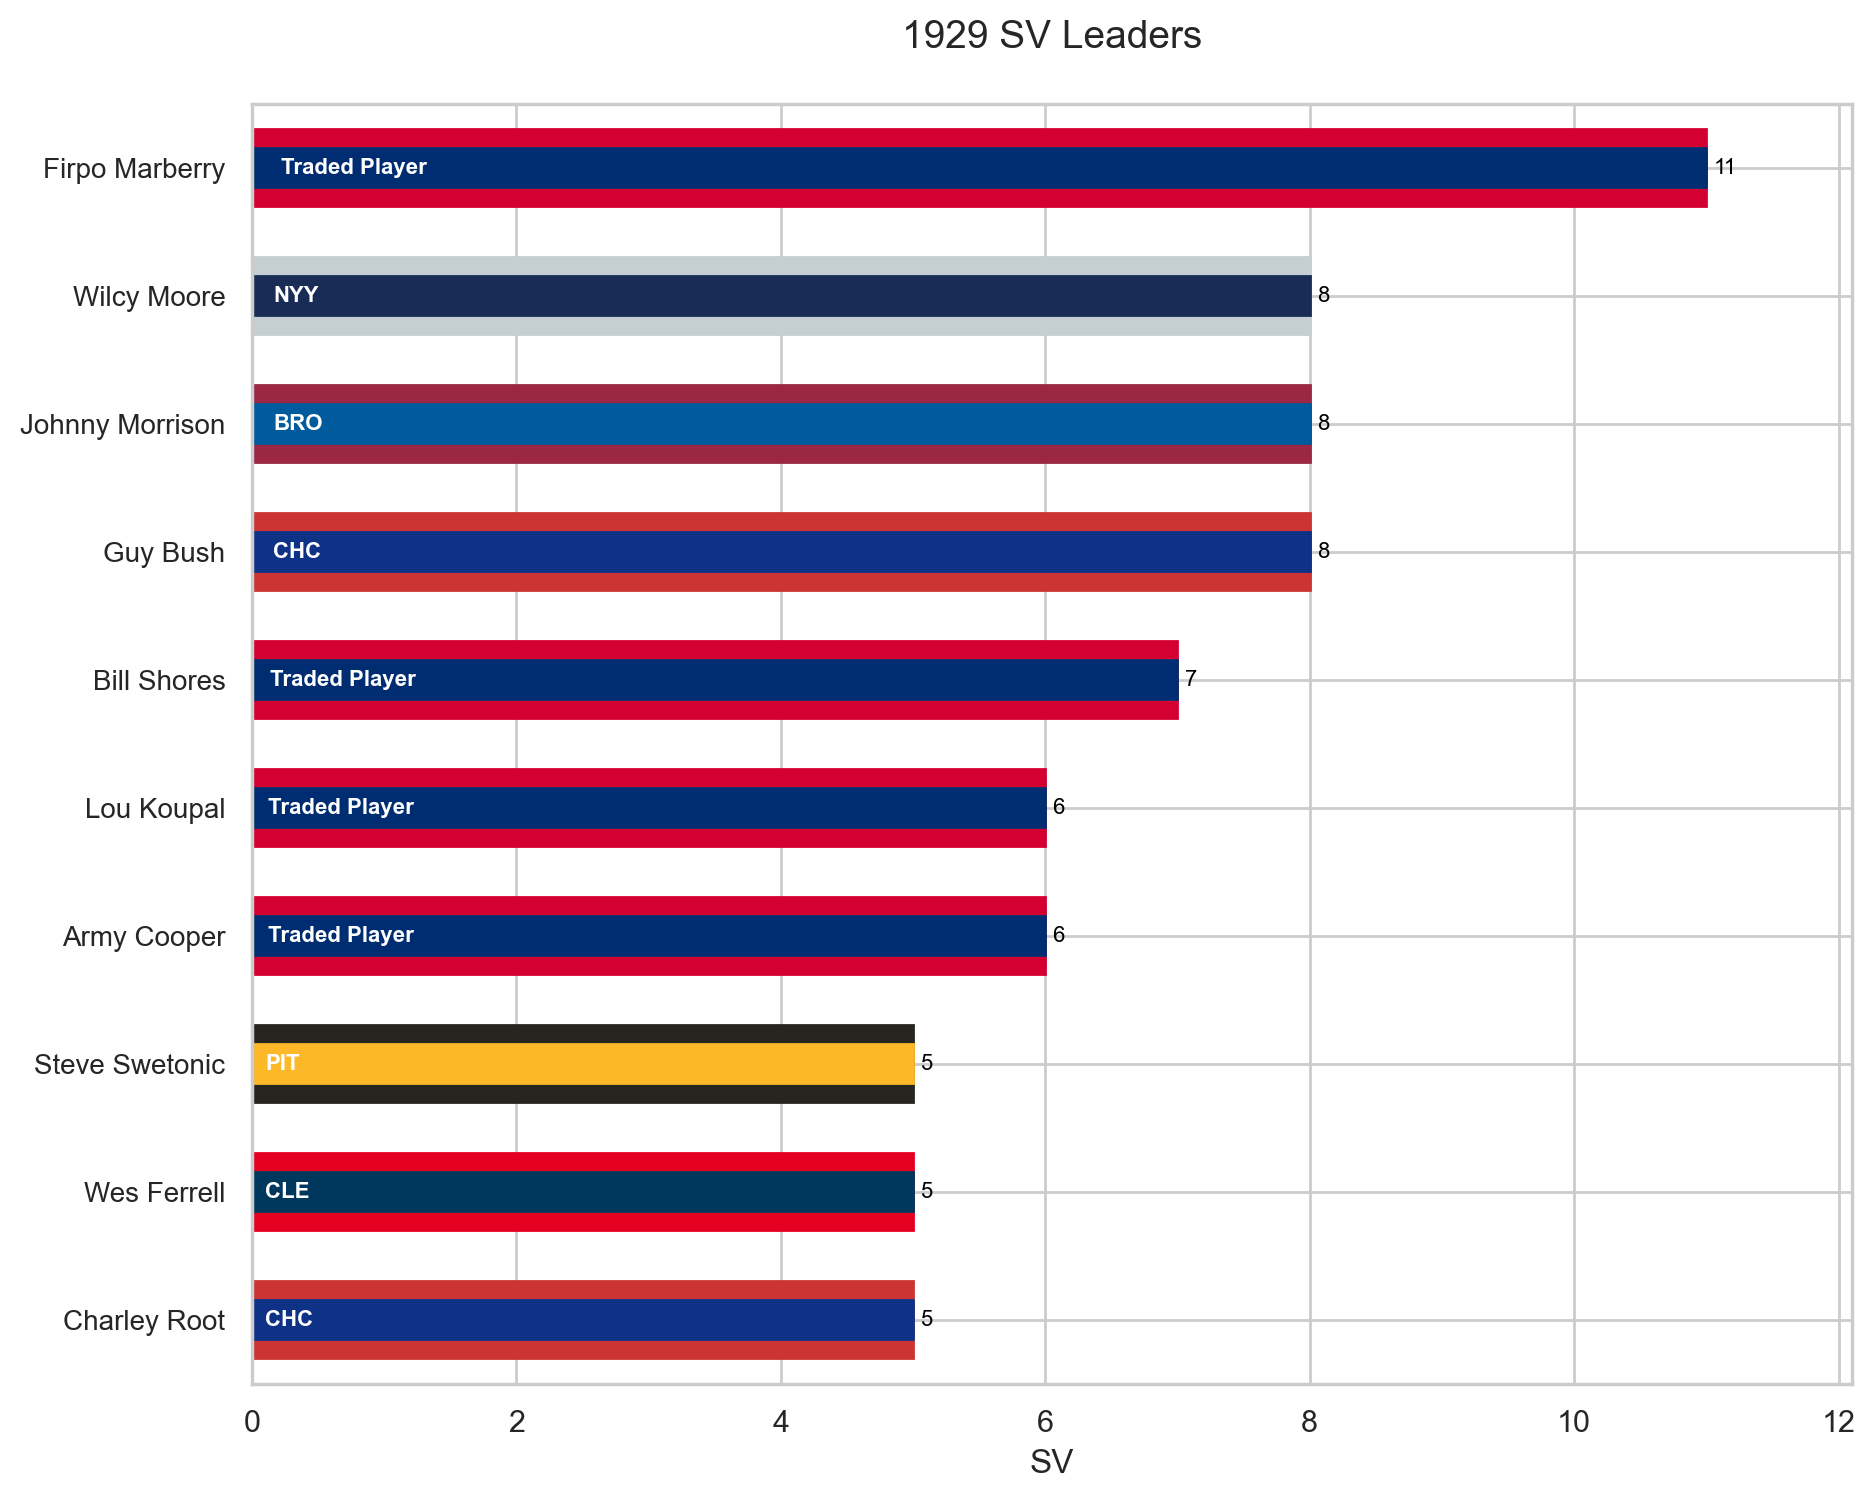 1929 SV Leaders
Firpo Marberry
Traded Player
11
Wilcy Moore
NYY
8
Johnny Morrison
BRO
8
Guy Bush
CHC
8
Bill Shores
Traded Player
7
Lou Koupal
Traded Player
6
Army Cooper
Traded Player
6
Steve Swetonic
PIT
5
Wes Ferrell
CLE
5
Charley Root
CHC
5
0 2 4 6 8 10 12
SV